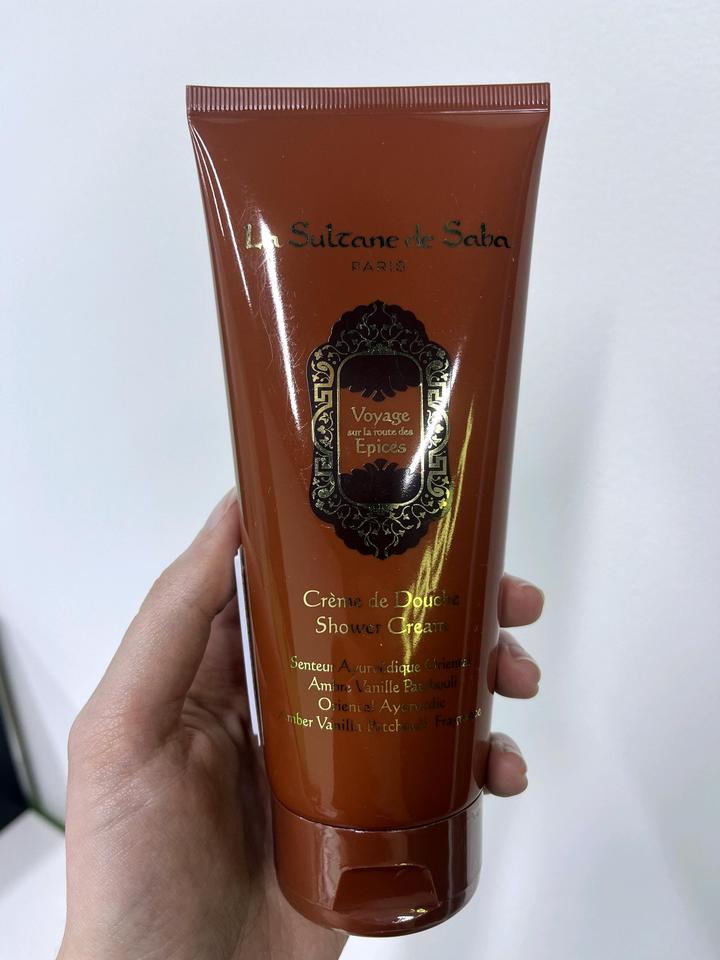 La Sultane de Saba
PARIS
Voyage
sur la route des
Epices
Crème de Douche
Shower Cream
Senteur Ayurvédique Oriental
Ambre Vanille Patchouli
Oriental Ayurvedic
Amber Vanilla Patchouli Fragrance